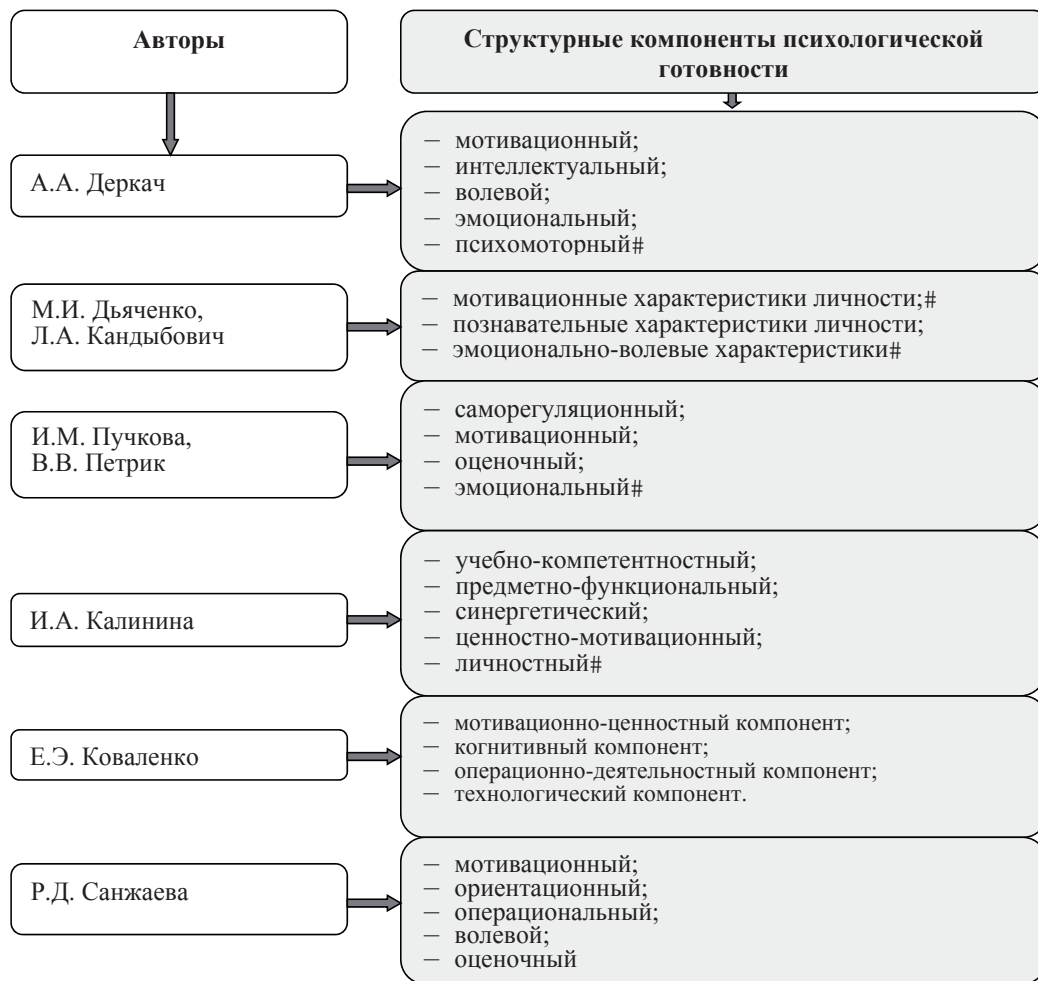 Авторы
Структурные компоненты психологической
готовности
А.А. Деркач
– мотивационный;
– интеллектуальный;
– волевой;
– эмоциональный;
– психомоторный#
М.И. Дьяченко,
Л.А. Кандыбович
– мотивационные характеристики личности;#
– познавательные характеристики личности;
– эмоционально-волевые характеристики#
И.М. Пучкова,
В.В. Петрик
– саморегуляционный;
– мотивационный;
– оценочный;
– эмоциональный#
И.А. Калинина
– учебно-компетентностный;
– предметно-функциональный;
– синергетический;
– ценностно-мотивационный;
– личностный#
Е.Э. Коваленко
– мотивационно-ценностный компонент;
– когнитивный компонент;
– операционно-деятельностный компонент;
– технологический компонент.
Р.Д. Санжаева
– мотивационный;
– ориентационный;
– операциональный;
– волевой;
– оценочный